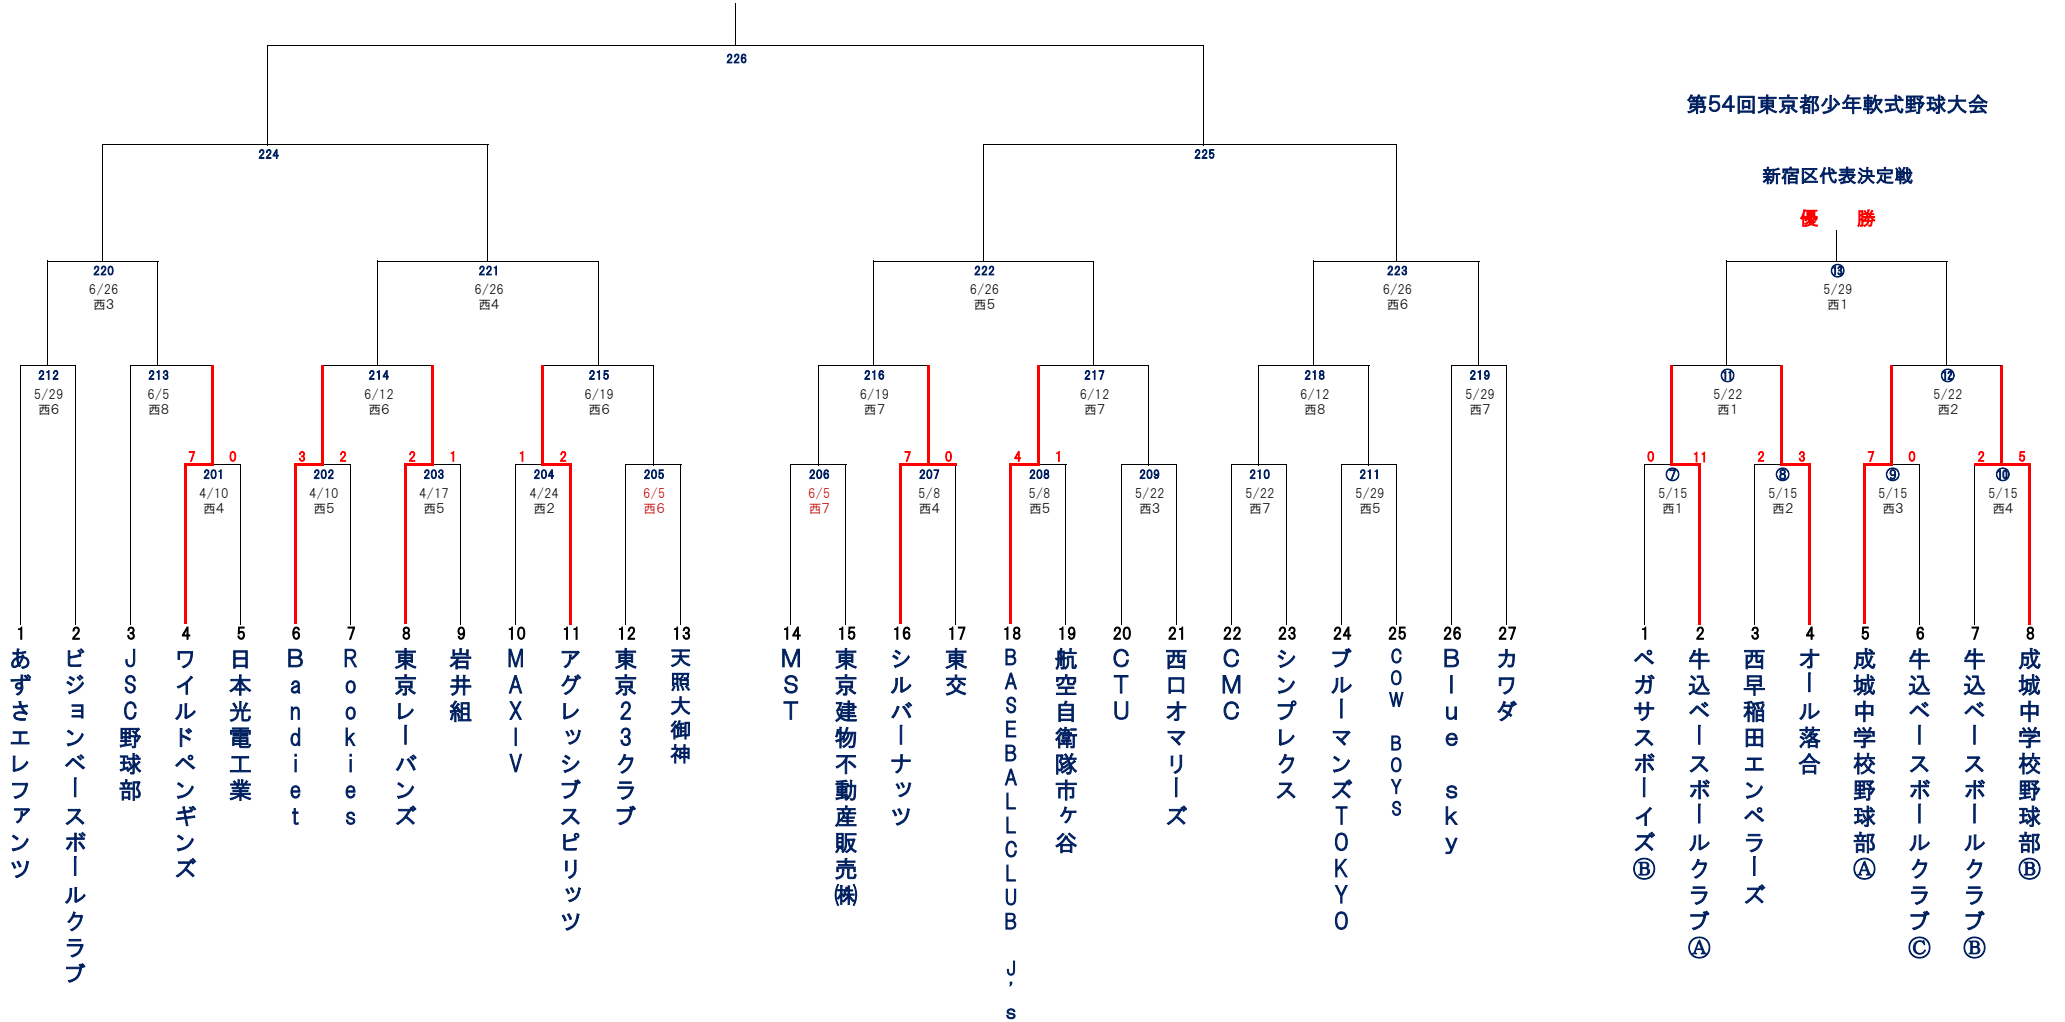 226
第54回東京都少年軟式野球大会
224
225
新宿区代表決定戦
優　勝
220
6/26
西3
221
6/26
西4
222
6/26
西5
223
6/26
西6
⑬
5/29
西1
212
5/29
西6
213
6/5
西8
214
6/12
西6
215
6/19
西6
216
6/19
西7
217
6/12
西7
218
6/12
西8
219
5/29
西7
⑪
5/22
西1
⑫
5/22
西2
7 0
201
4/10
西4
3 2
202
4/10
西5
2 1
203
4/17
西5
1 2
204
4/24
西2
205
6/5
西6
206
6/5
西7
7 0
207
5/8
西4
4 1
208
5/8
西5
209
5/22
西3
210
5/22
西7
211
5/29
西5
0 11
⑦
5/15
西1
2 3
⑧
5/15
西2
7 0
⑨
5/15
西3
2 5
⑩
5/15
西4
1
あずさエレファンツ
2
ビジョンベースボールクラブ
3
JSC野球部
4
ワイルドペンギンズ
5
日本光電工業
6
Bandiet
7
Rookies
8
東京レーバンズ
9
岩井組
10
MAXIV
11
アグレッシブスピリッツ
12
東京23クラブ
13
天照大御神
14
MST
15
東京建物不動産販売㈱
16
シルバーナッツ
17
東交
18
BASEBALLCLUB J's
19
航空自衛隊市ヶ谷
20
CTU
21
西口オマリーズ
22
CMC
23
シンプレクス
24
ブルーマンズTOKYO
25
COW BOYS
26
Blue sky
27
カワダ
1
ペガサスボーイズⒷ
2
牛込ベースボールクラブⒶ
3
西早稲田エンペラーズ
4
オール落合
5
成城中学校野球部Ⓐ
6
牛込ベースボールクラブⒸ
7
牛込ベースボールクラブⒷ
8
成城中学校野球部Ⓑ